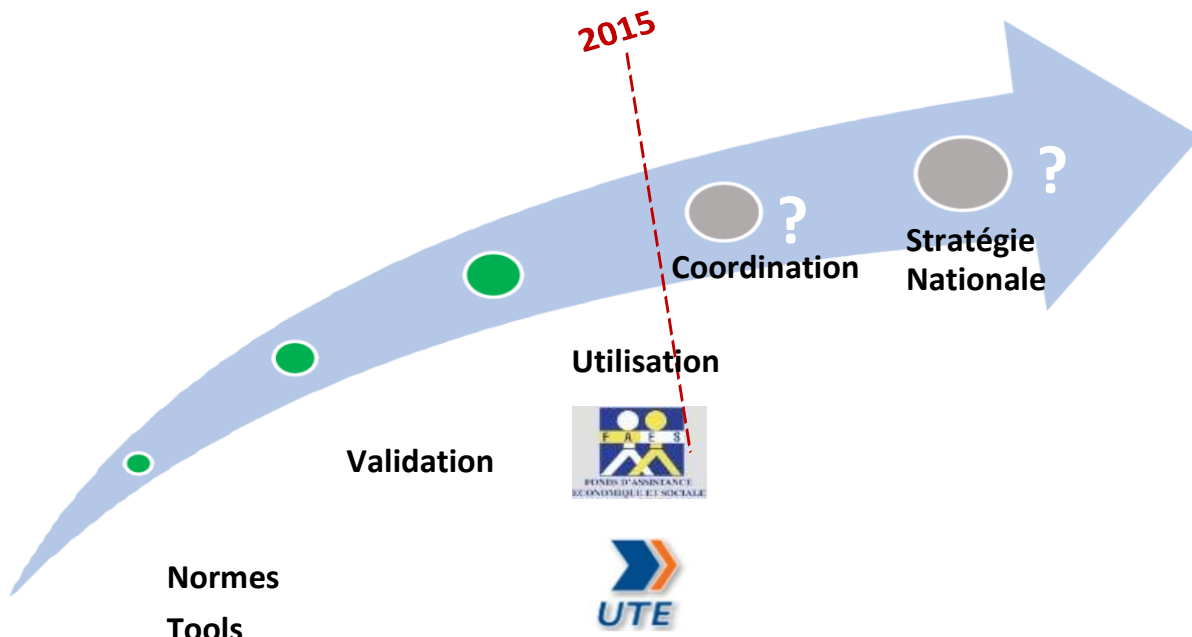 2015
?
?
Stratégie
Nationale
Coordination
Utilisation
F A E S
FONDS D'ASSISTANCE
ECONOMIQUE ET SOCIALE
Validation
UTE
Normes
Tools